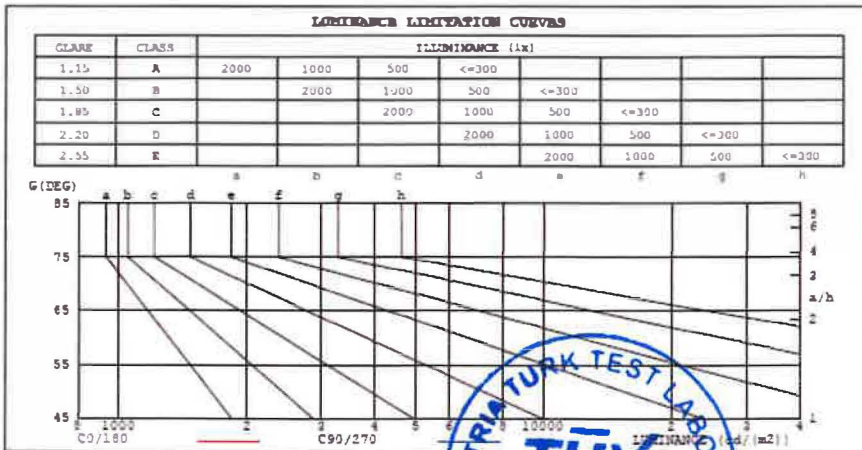 LUMINANCE LIMITATION CURVES
GLARE CLASS ILLUMINANCE (lx)
1.15 A 2000 1000 500 <=300
1.50 B 2000 1000 500 <=300
1.85 C 2000 1000 500 <=300
2.20 D 2000 1000 500 <=300
2.55 E 2000 1000 500 <=300
a b c d e f g h
G(DEG)
a b c d e f g h
85 8
6
75 4
3
a/h
65 2
55
45 1
8 1000 2 3 4 5 6 8 10000 2 4
C0/180 C90/270 LUMINANCE (cd/(m2))
TURK TEST LABO
TÜV